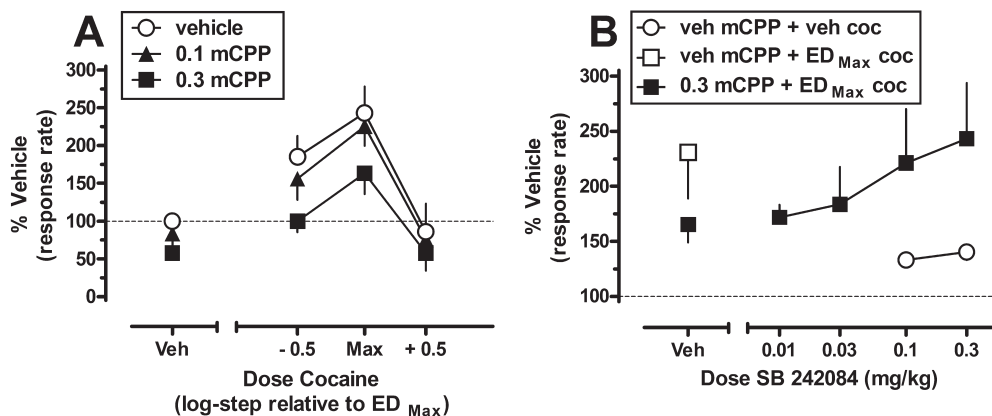 A
vehicle
0.1 mCPP
0.3 mCPP
% Vehicle
(response rate)
300
250
200
150
100
50
0
Veh
- 0.5
Max
+ 0.5
Dose Cocaine
(log-step relative to ED Max)
B
veh mCPP + veh coc
veh mCPP + ED Max coc
0.3 mCPP + ED Max coc
% Vehicle
(response rate)
300
250
200
150
100
Veh
0.01
0.03
0.1
0.3
Dose SB 242084 (mg/kg)